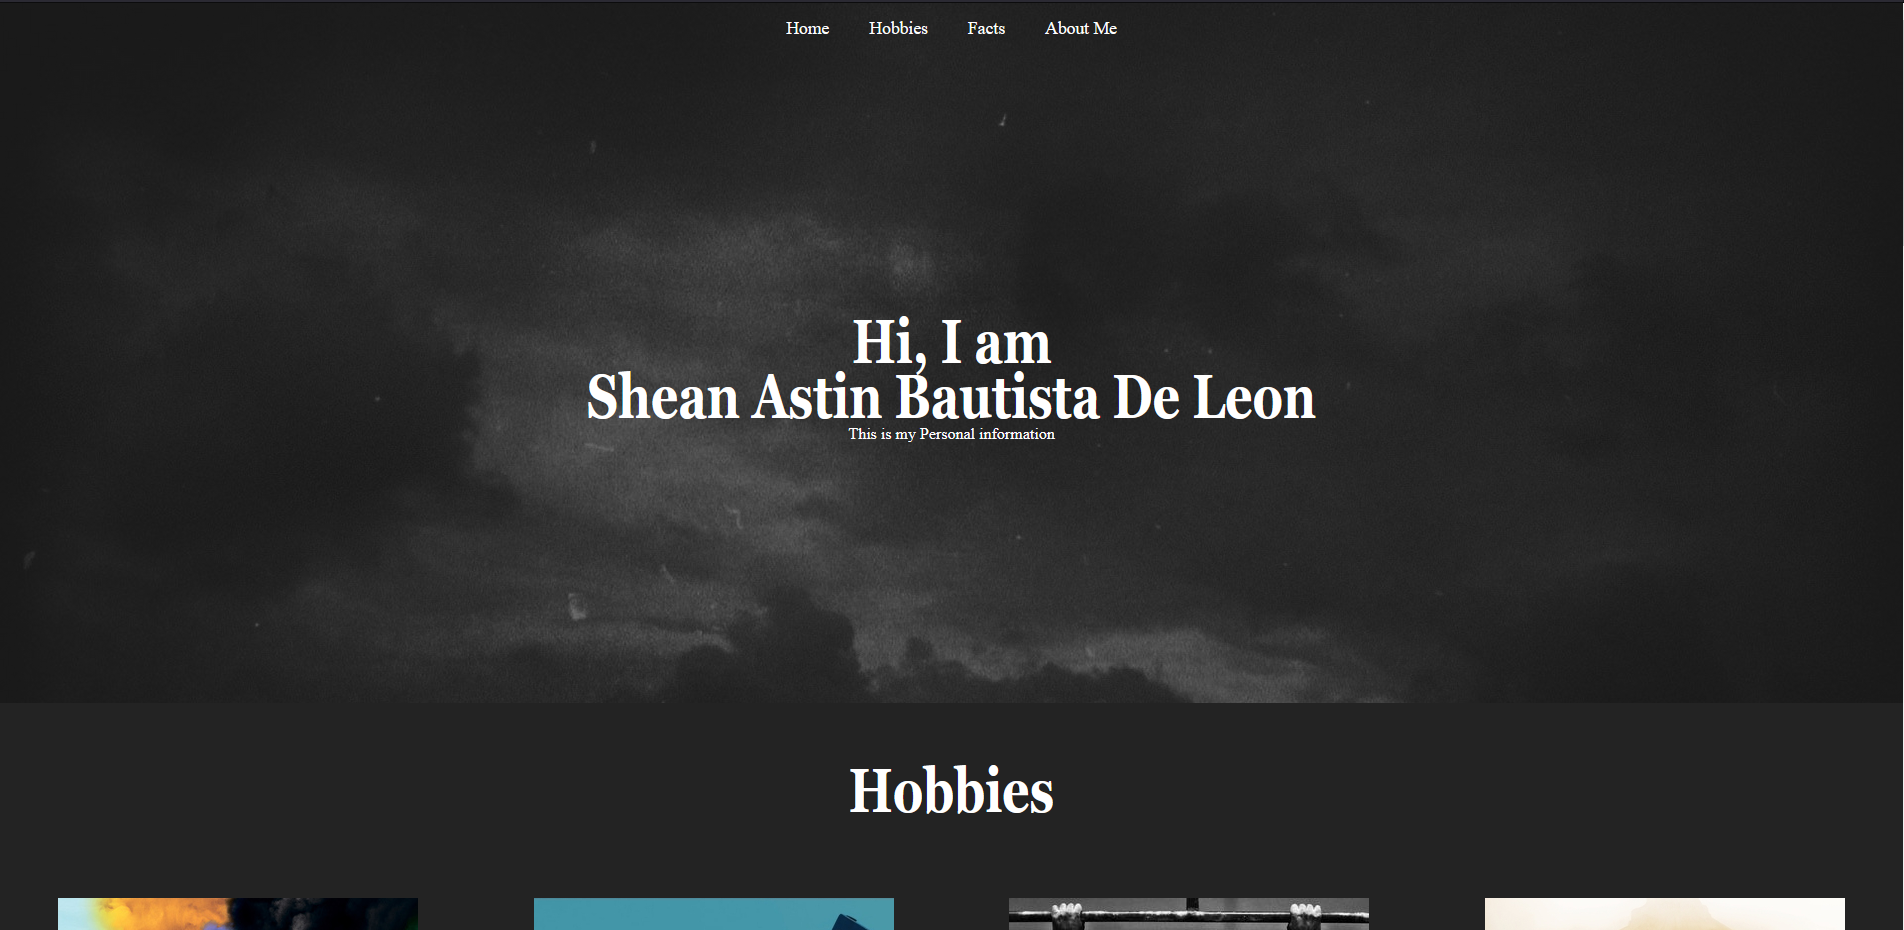 Home Hobbies Facts About Me
Hi, I am
Shean Astin Bautista De Leon
This is my Personal information
Hobbies